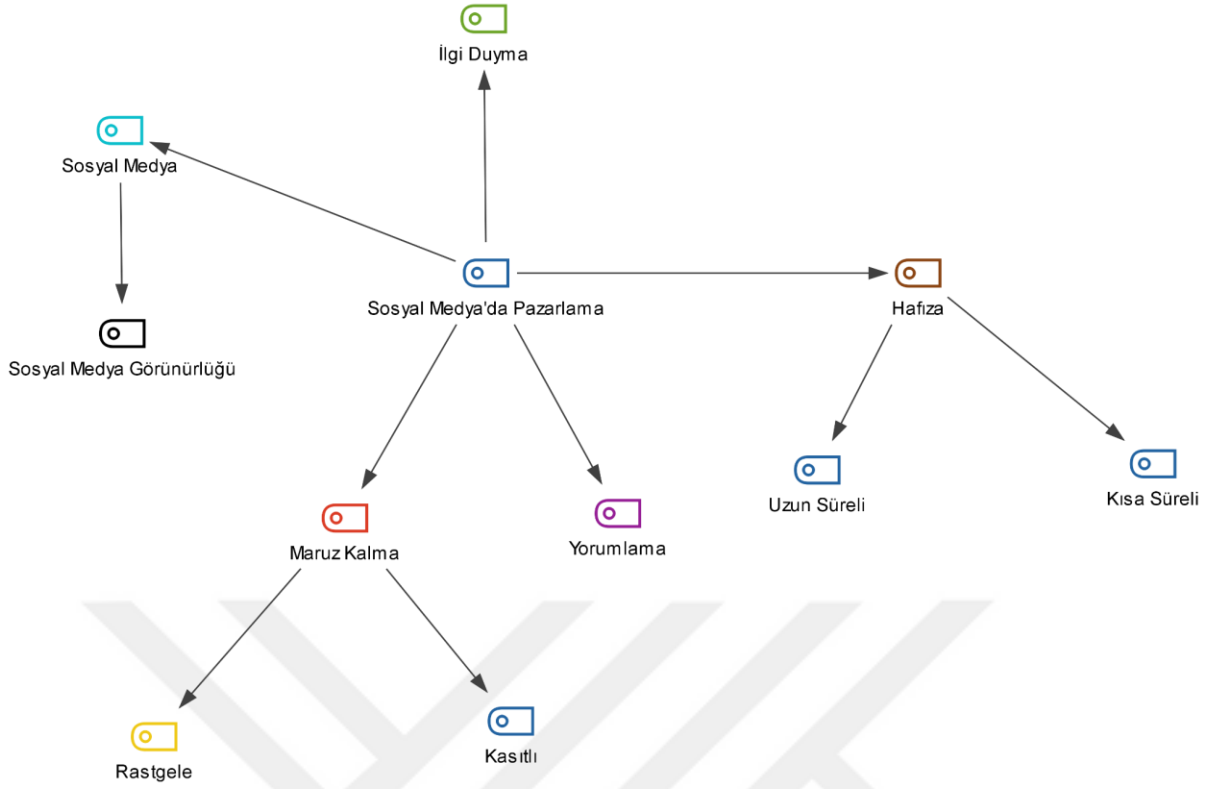 İlgi Duyma
Sosyal Medya
Sosyal Medya'da Pazarlama
Hafıza
Sosyal Medya Görünürlüğü
Uzun Süreli
Kısa Süreli
Maruz Kalma
Yorumlama
Rastgele
Kasıtlı